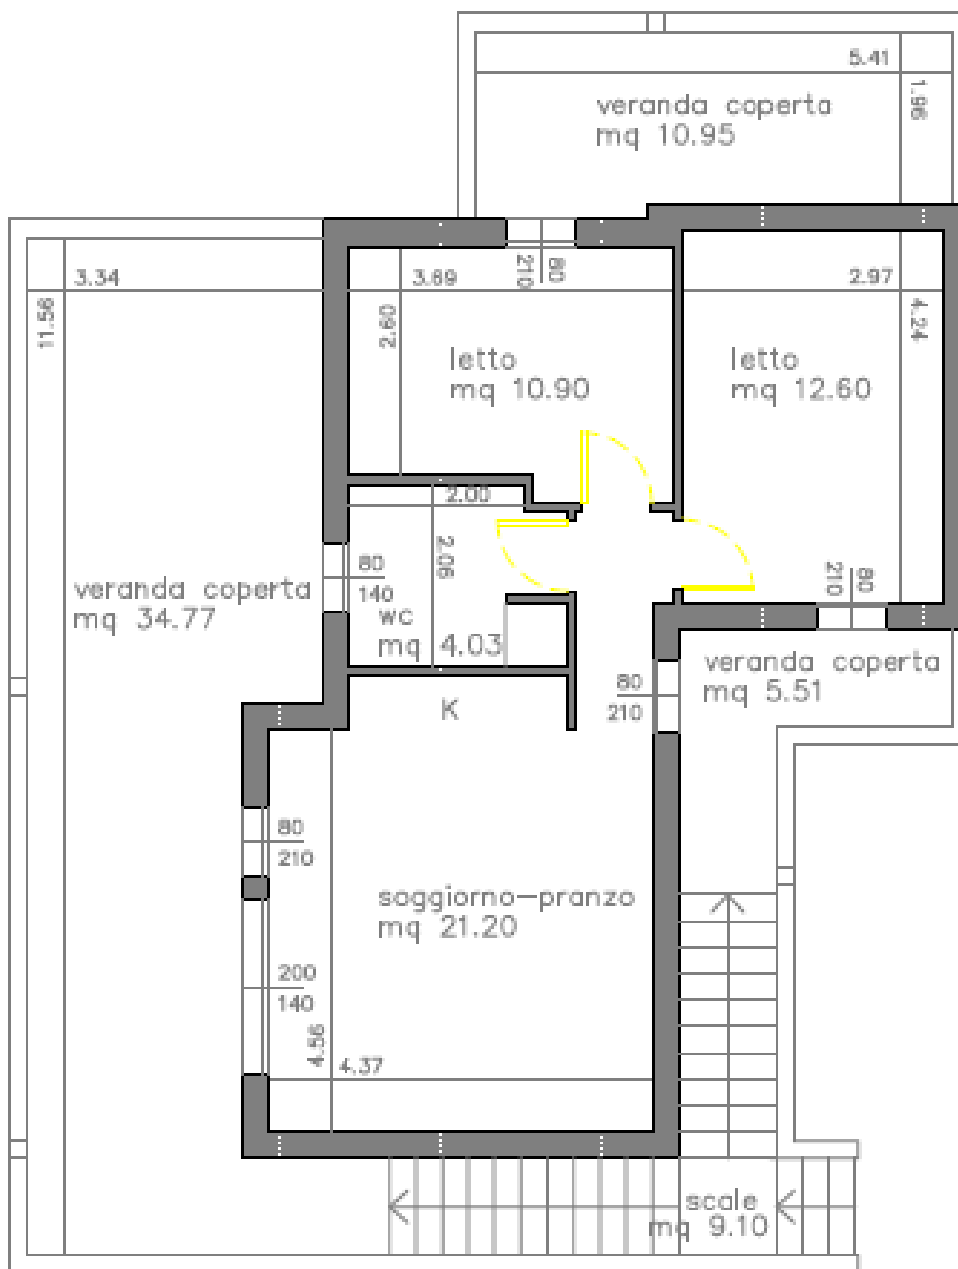 5.41
1.96
veranda coperta
mq 10.95
3.34
11.56
3.69
210
80
2.97
4.24
2.60
letto
mq 10.90
letto
mq 12.60
2.00
2.06
80
140
210
80
veranda coperta
mq 34.77
wc
mq 4.03
veranda coperta
mq 5.51
80
210
K
80
210
soggiorno-pranzo
mq 21.20
200
140
4.56
4.37
scale
mq 9.10